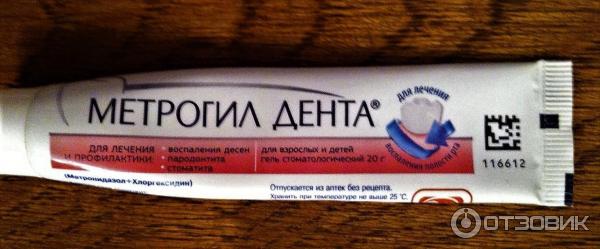 МЕТРОГИЛ ДЕНТА®
ДЛЯ ЛЕЧЕНИЯ
И ПРОФИЛАКТИКИ:
• воспаления десен
• пародонтита
• стоматита
для взрослых и детей
гель стоматологический 20 г
для лечения
воспаления полости рта
116612
(Метронидазол+Хлоргексидин)
Отпускается из аптек без рецепта.
Хранить при температуре не выше 25 °C.
ОТЗОВИК